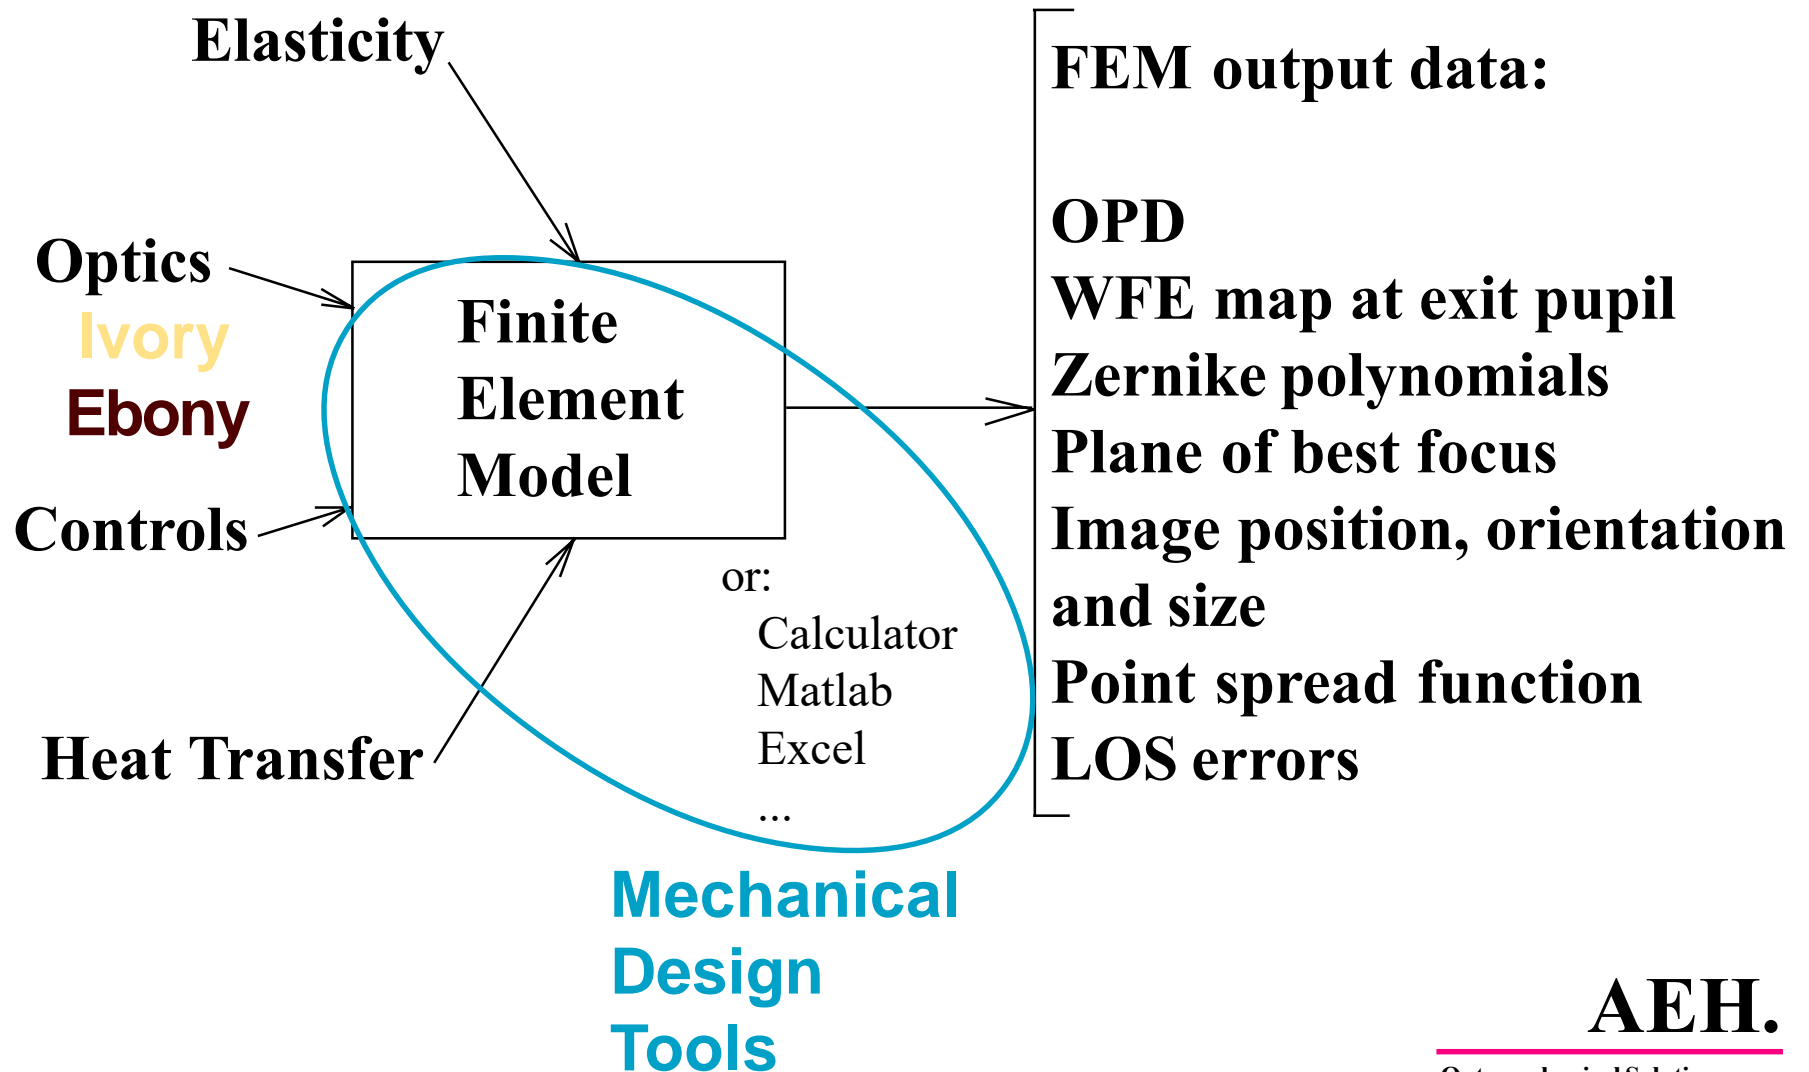 Elasticity
Optics
Ivory
Ebony
Controls
Heat Transfer
Finite
Element
Model
or:
Calculator
Matlab
Excel
...
Mechanical
Design
Tools
FEM output data:
OPD
WFE map at exit pupil
Zernike polynomials
Plane of best focus
Image position, orientation
and size
Point spread function
LOS errors
AEH.